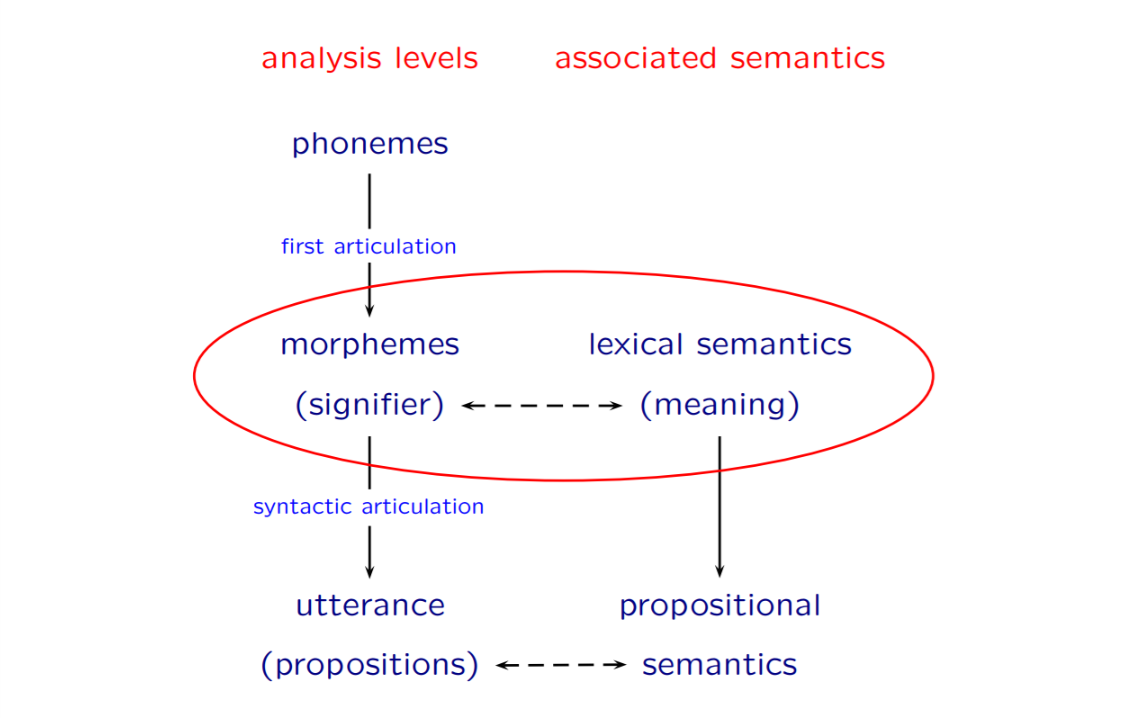 analysis levels associated semantics
phonemes
first articulation
morphemes lexical semantics
(signifier) (meaning)
syntactic articulation
utterance propositional
(propositions) semantics